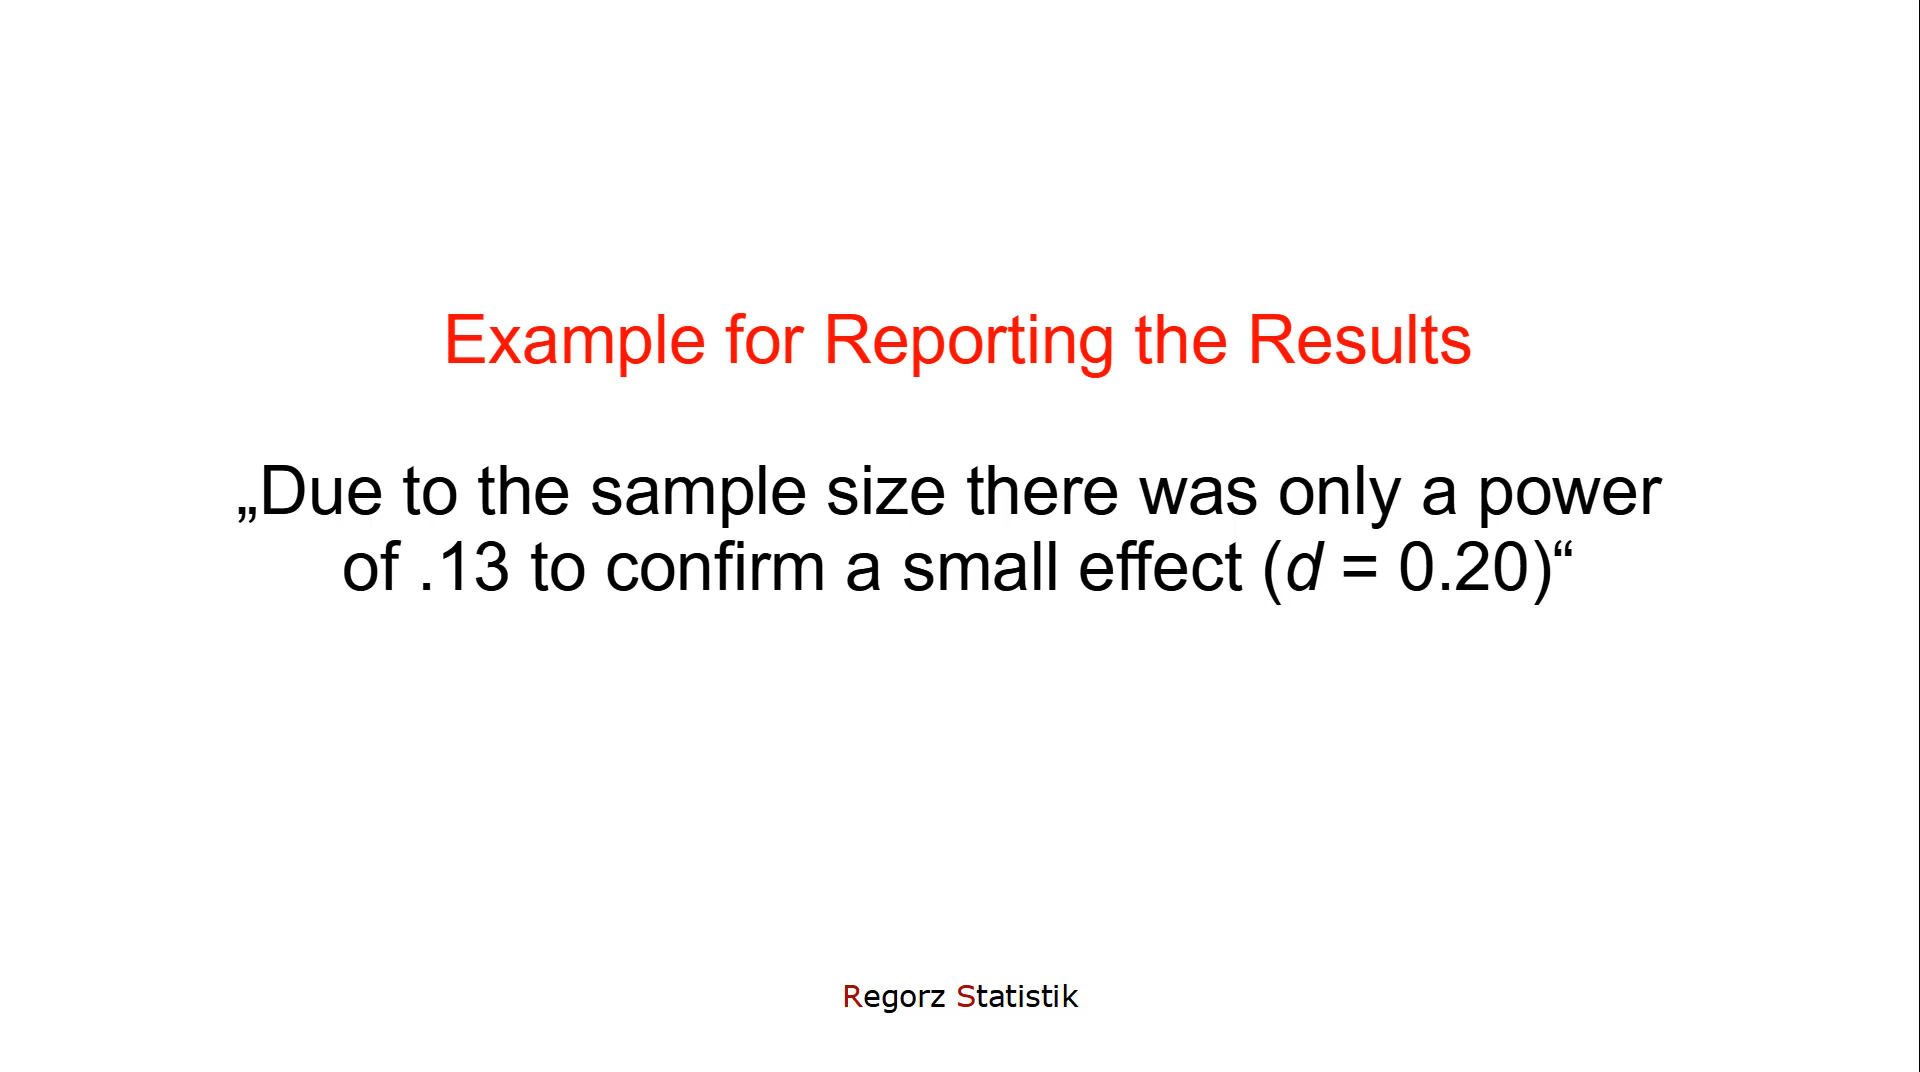 Example for Reporting the Results
„Due to the sample size there was only a power
of .13 to confirm a small effect (d = 0.20)“
Regorz Statistik